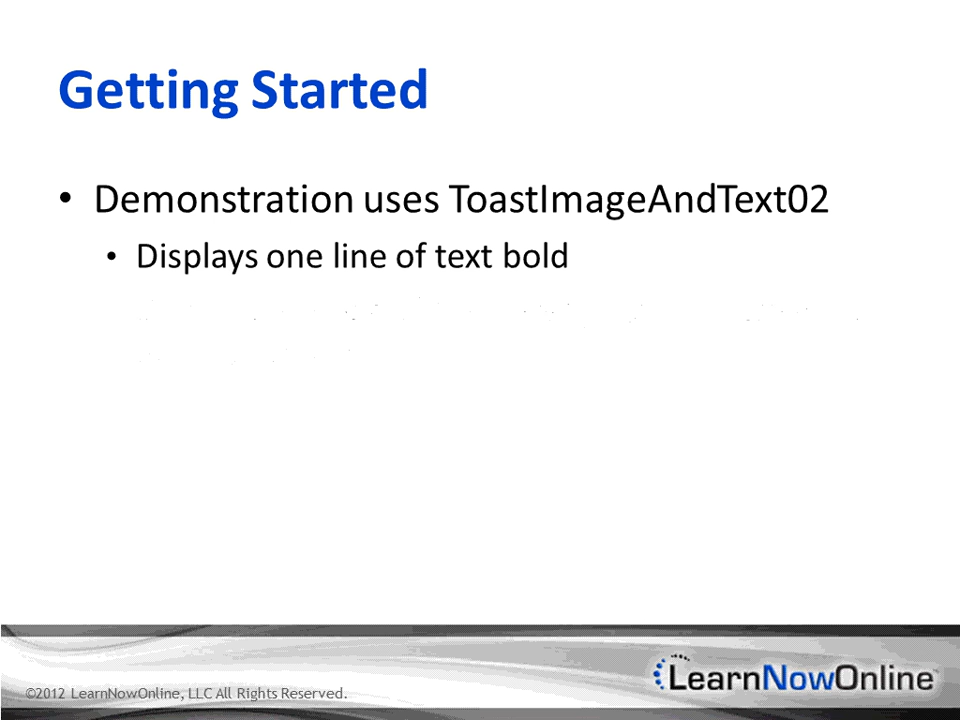 Getting Started
• Demonstration uses ToastImageAndText02
• Displays one line of text bold
©2012 LearnNowOnline, LLC All Rights Reserved.
LearnNowOnline